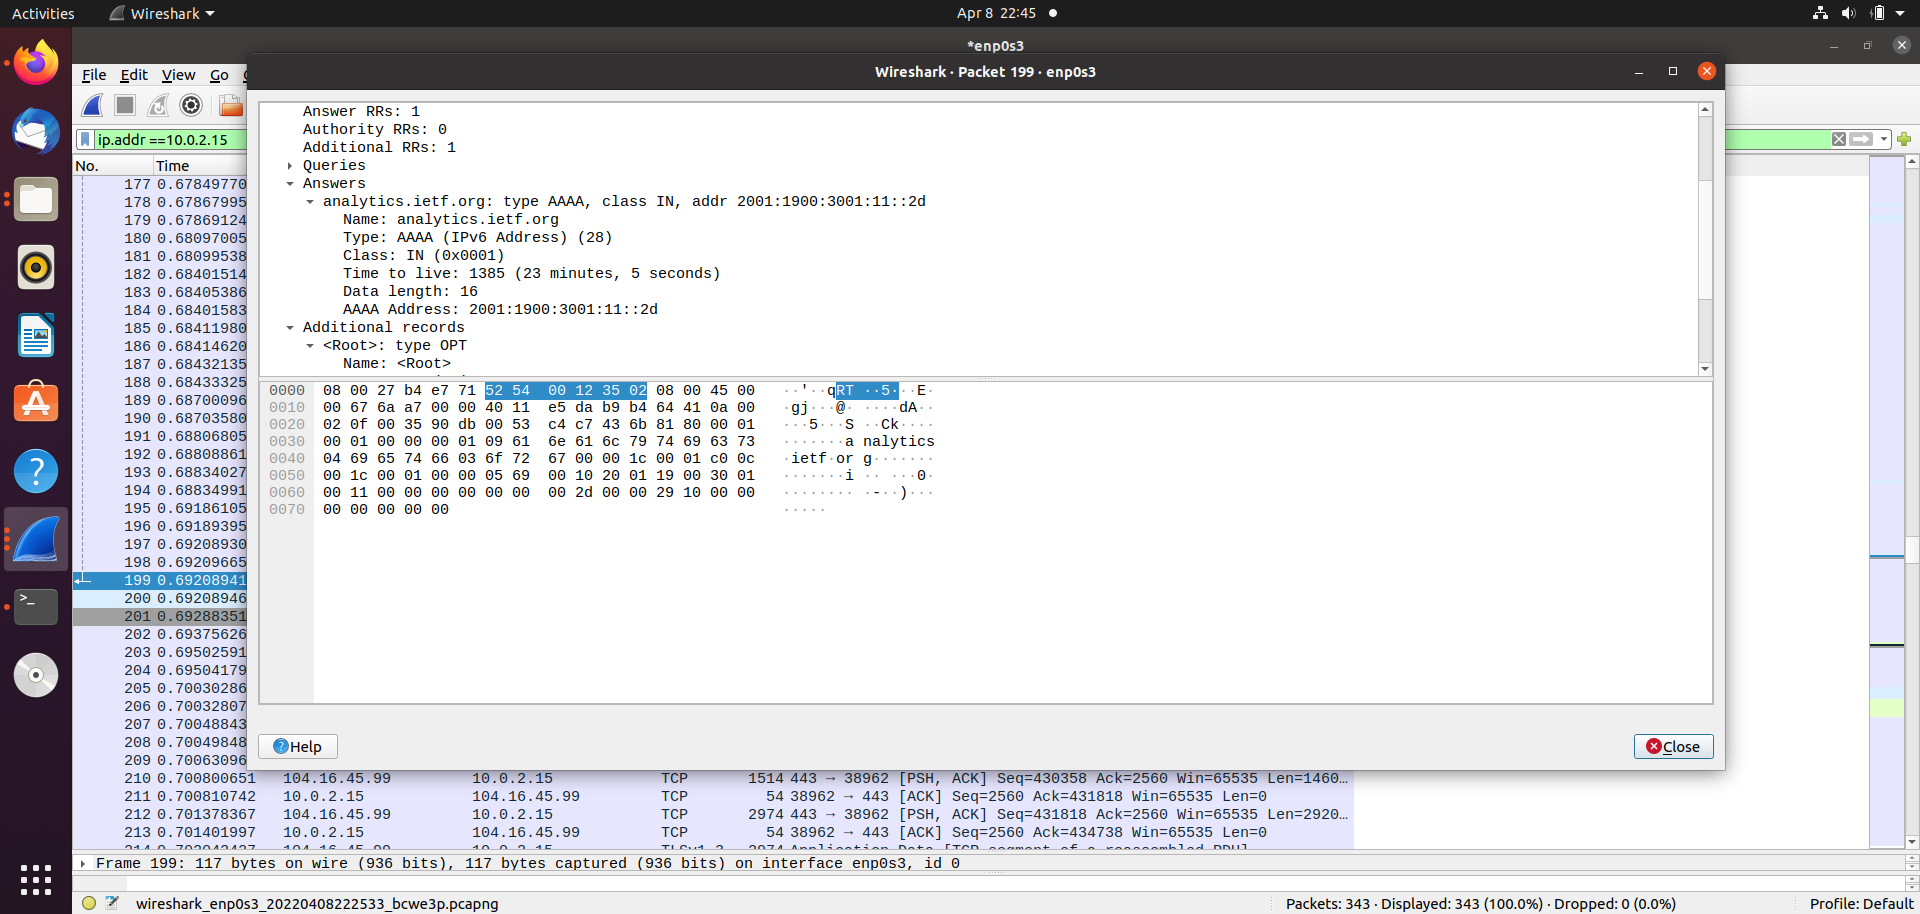 Activities Wireshark Apr 8 22:45
*enp0s3
File Edit View Go
Wireshark · Packet 199 · enp0s3
ip.addr ==10.0.2.15
No. Time
177 0.67849770
178 0.67867995
179 0.67869124
180 0.68097005
181 0.68099538
182 0.68401514
183 0.68405386
184 0.68401583
185 0.68411980
186 0.68414620
187 0.68432135
188 0.68433325
189 0.68700096
190 0.68703580
191 0.68806805
192 0.68808861
193 0.68834027
194 0.68834991
195 0.69186105
196 0.69189395
197 0.69208930
198 0.69209665
199 0.69208941
200 0.69208946
201 0.69288351
202 0.69375626
203 0.69502591
204 0.69504179
205 0.70030286
206 0.70032807
207 0.70048843
208 0.70049848
209 0.70063096
Answer RRs: 1
Authority RRs: 0
Additional RRs: 1
Queries
Answers
analytics.ietf.org: type AAAA, class IN, addr 2001:1900:3001:11::2d
Name: analytics.ietf.org
Type: AAAA (IPv6 Address) (28)
Class: IN (0x0001)
Time to live: 1385 (23 minutes, 5 seconds)
Data length: 16
AAAA Address: 2001:1900:3001:11::2d
Additional records
<Root>: type OPT
Name: <Root>
0000 08 00 27 b4 e7 71 52 54 00 12 35 02 08 00 45 00 ··'··qRT ··5···E·
0010 00 67 6a a7 00 00 40 11 e5 da b9 b4 64 41 0a 00 ·gj···@· ····dA··
0020 02 0f 00 35 90 db 00 53 c4 c7 43 6b 81 80 00 01 ···5···S ··Ck····
0030 00 01 00 00 00 01 09 61 6e 61 6c 79 74 69 63 73 ·······a nalytics
0040 04 69 65 74 66 03 6f 72 67 00 00 1c 00 01 c0 0c ·ietf·or g·······
0050 00 1c 00 01 00 00 05 69 00 10 20 01 19 00 30 01 ·······i ·· ···0·
0060 00 11 00 00 00 00 00 00 00 2d 00 00 29 10 00 00 ········ ·-··)···
0070 00 00 00 00 00 ·····
Help Close
210 0.700800651 104.16.45.99 10.0.2.15 TCP 1514 443 → 38962 [PSH, ACK] Seq=430358 Ack=2560 Win=65535 Len=1460…
211 0.700810742 10.0.2.15 104.16.45.99 TCP 54 38962 → 443 [ACK] Seq=2560 Ack=431818 Win=65535 Len=0
212 0.701378367 104.16.45.99 10.0.2.15 TCP 2974 443 → 38962 [PSH, ACK] Seq=431818 Ack=2560 Win=65535 Len=2920…
213 0.701401997 10.0.2.15 104.16.45.99 TCP 54 38962 → 443 [ACK] Seq=2560 Ack=434738 Win=65535 Len=0
Frame 199: 117 bytes on wire (936 bits), 117 bytes captured (936 bits) on interface enp0s3, id 0
wireshark_enp0s3_20220408222533_bcwe3p.pcapng Packets: 343 · Displayed: 343 (100.0%) · Dropped: 0 (0.0%) Profile: Default